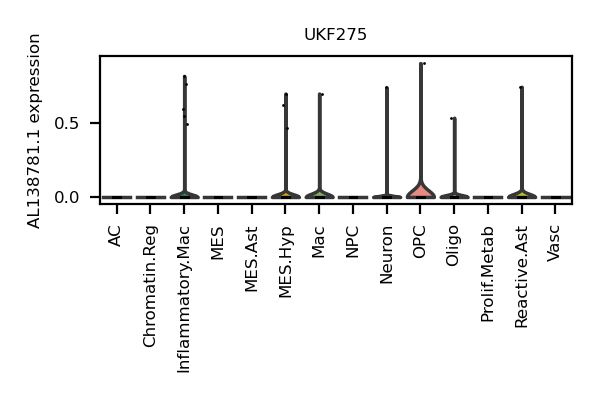 UKF275
AL138781.1 expression
0.5
0.0
AC
Chromatin.Reg
Inflammatory.Mac
MES
MES.Ast
MES.Hyp
Mac
NPC
Neuron
OPC
Oligo
Prolif.Metab
Reactive.Ast
Vasc